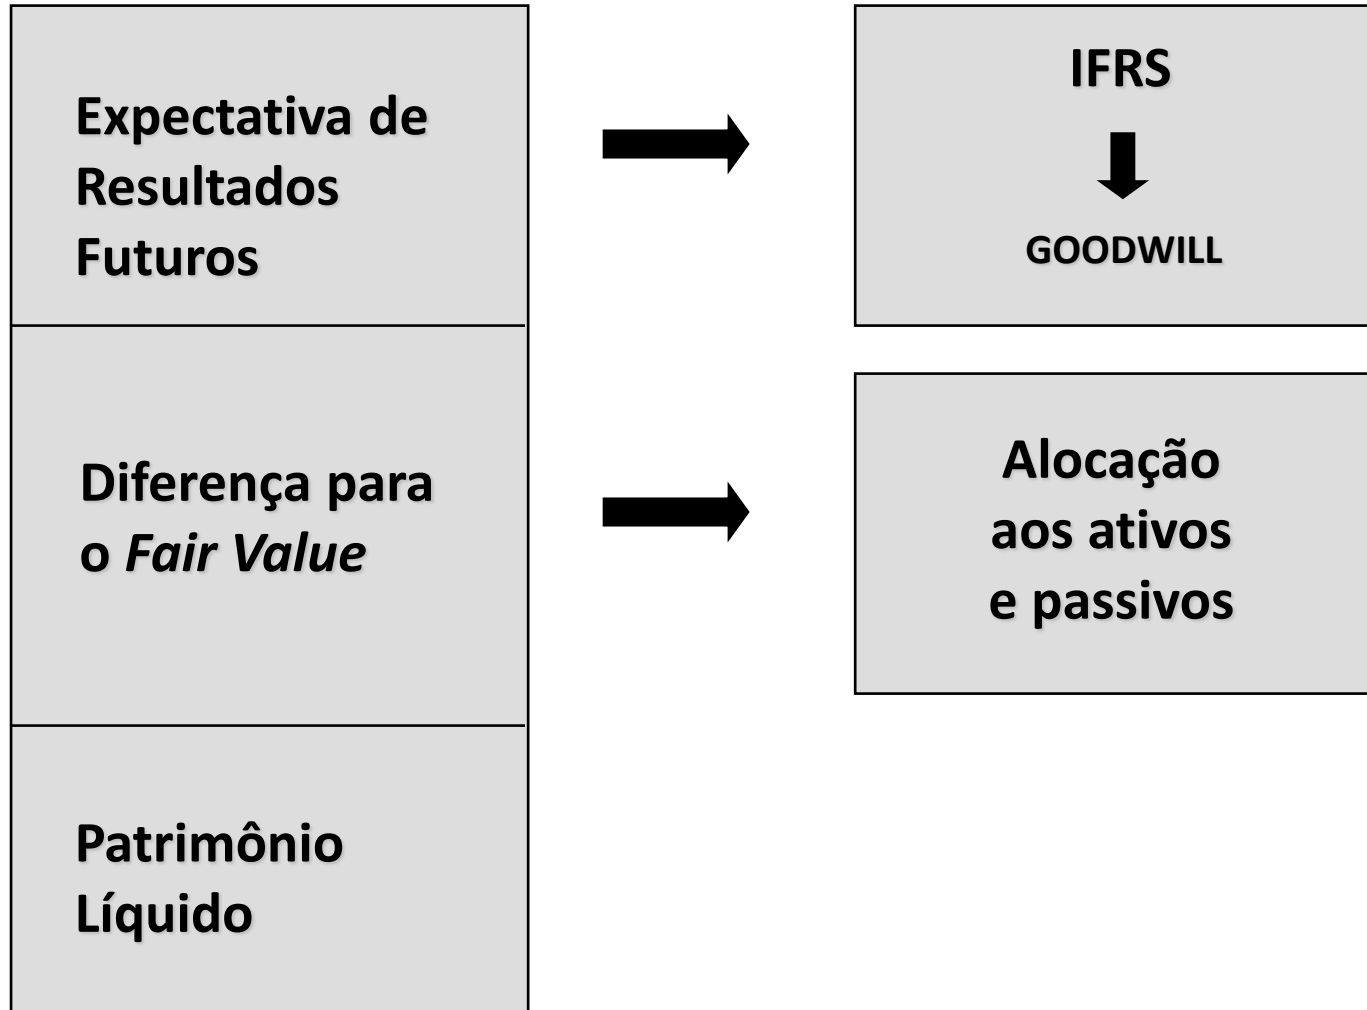 Expectativa de
Resultados
Futuros
IFRS
GOODWILL
Diferença para
o Fair Value
Alocação
aos ativos
e passivos
Patrimônio
Líquido